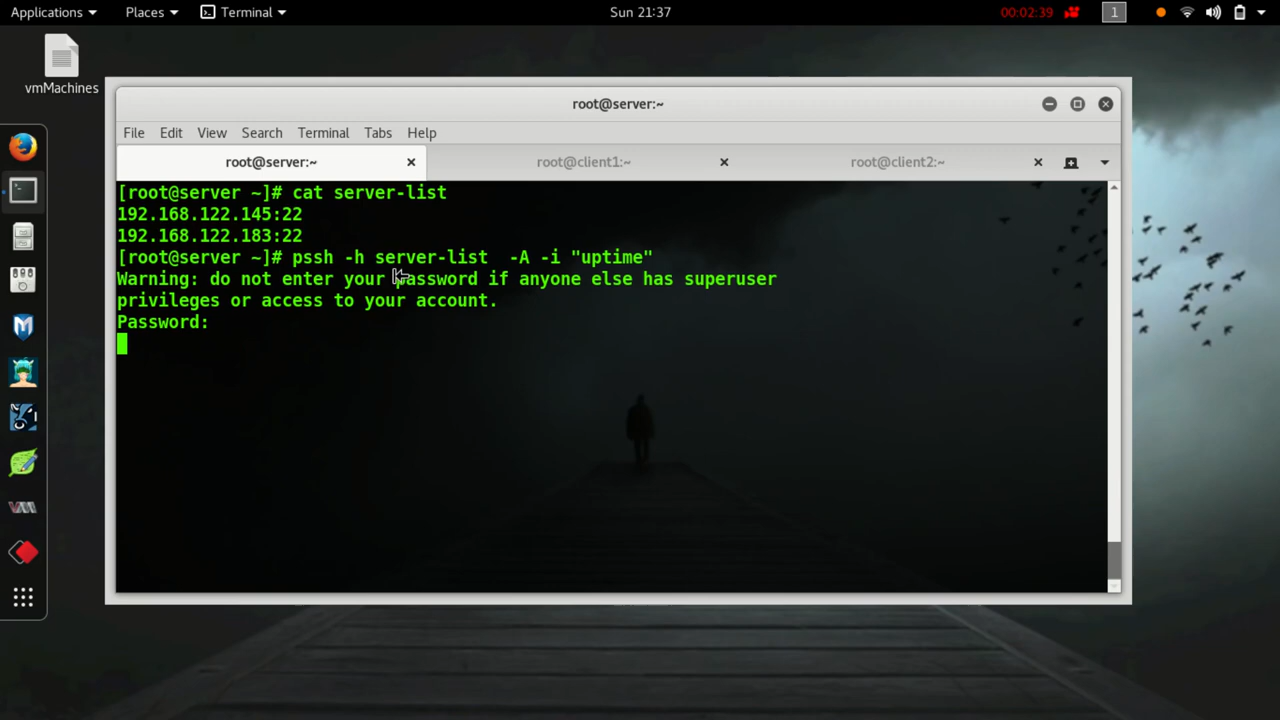 Applications Places Terminal Sun 21:37 00:02:39 1
vmMachines
root@server:~
File Edit View Search Terminal Tabs Help
root@server:~ root@client1:~ root@client2:~
[root@server ~]# cat server-list
192.168.122.145:22
192.168.122.183:22
[root@server ~]# pssh -h server-list  -A -i "uptime"
Warning: do not enter your password if anyone else has superuser
privileges or access to your account.
Password: